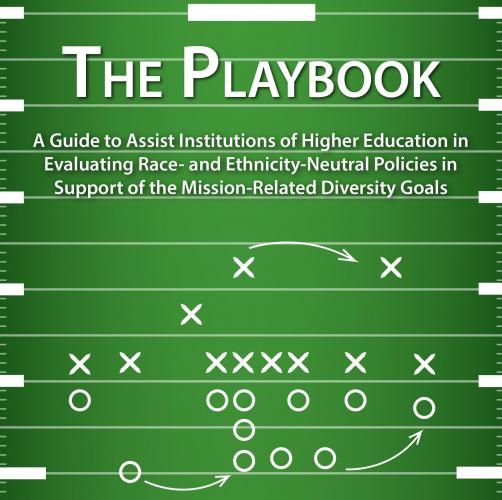 THE PLAYBOOK
A Guide to Assist Institutions of Higher Education in
Evaluating Race- and Ethnicity-Neutral Policies in
Support of the Mission-Related Diversity Goals